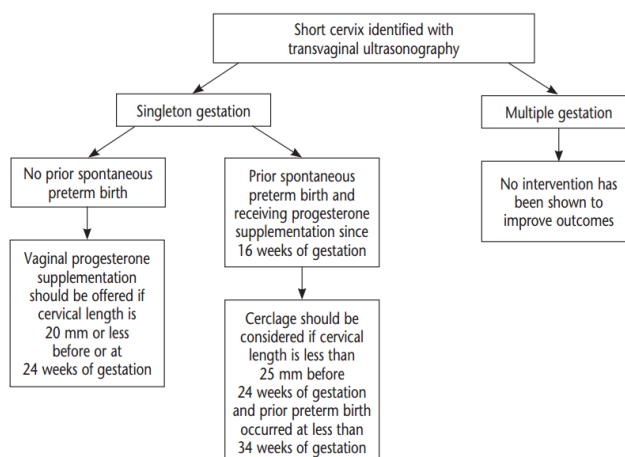 Short cervix identified with
transvaginal ultrasonography
Singleton gestation
Multiple gestation
No prior spontaneous
preterm birth
Prior spontaneous
preterm birth and
receiving progesterone
supplementation since
16 weeks of gestation
No intervention has
been shown to
improve outcomes
Vaginal progesterone
supplementation
should be offered if
cervical length is
20 mm or less
before or at
24 weeks of gestation
Cerclage should be
considered if cervical
length is less than
25 mm before
24 weeks of gestation
and prior preterm birth
occurred at less than
34 weeks of gestation